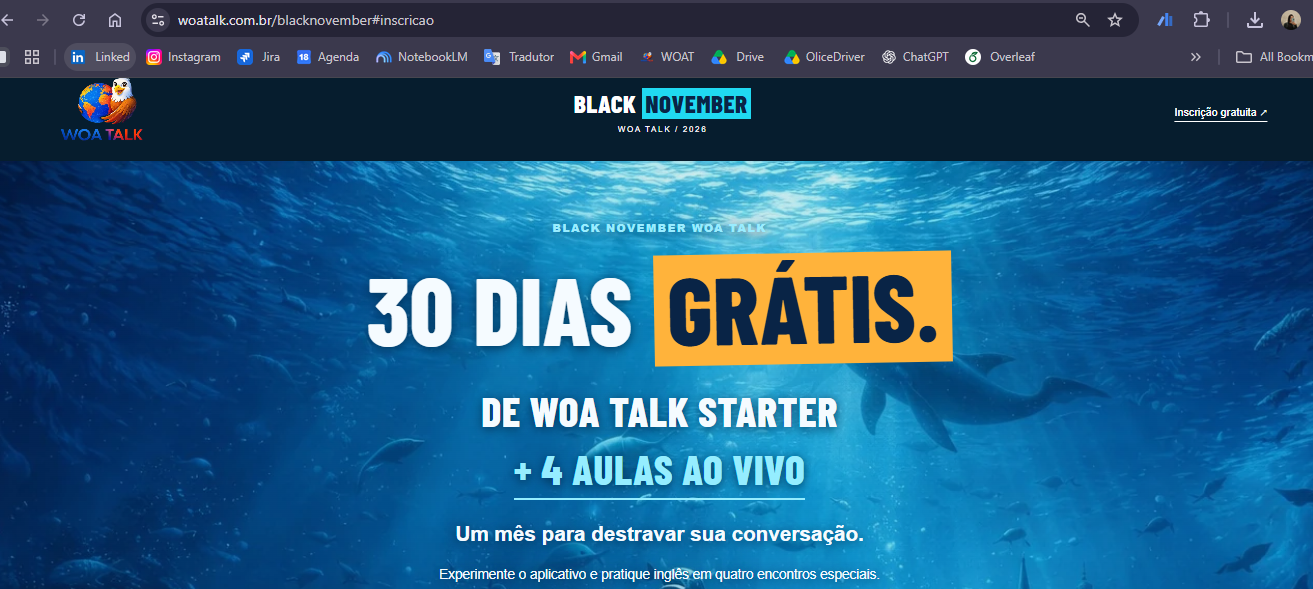 woatalk.com.br/blacknovember#inscricao
Linked
Instagram
Jira
18 Agenda
NotebookLM
Tradutor
Gmail
WOAT
Drive
OliceDriver
ChatGPT
Overleaf
»
All Bookm
WOA TALK
BLACK NOVEMBER
WOA TALK / 2026
Inscrição gratuita ↗
BLACK NOVEMBER WOA TALK
30 DIAS GRÁTIS.
DE WOA TALK STARTER
+ 4 AULAS AO VIVO
Um mês para destravar sua conversação.
Experimente o aplicativo e pratique inglês em quatro encontros especiais.